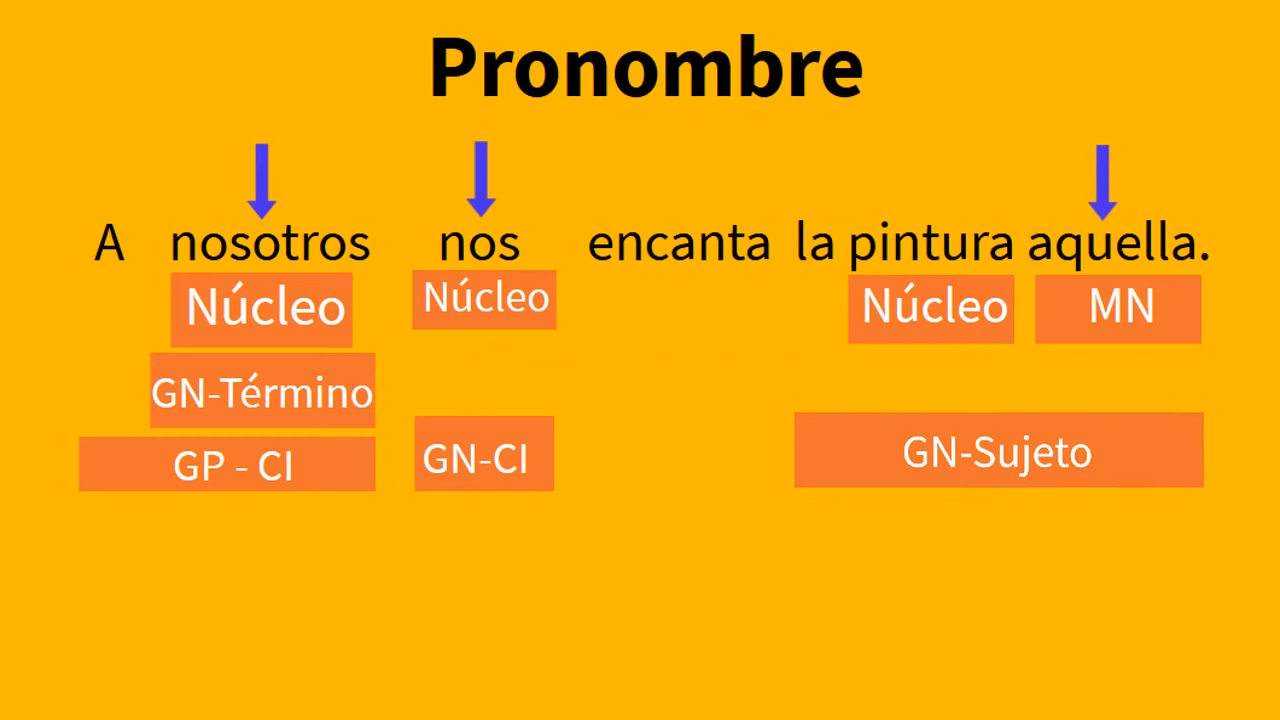 Pronombre
A nosotros nos encanta la pintura aquella.
Núcleo Núcleo Núcleo MN
GN-Término
GP - CI GN-CI GN-Sujeto